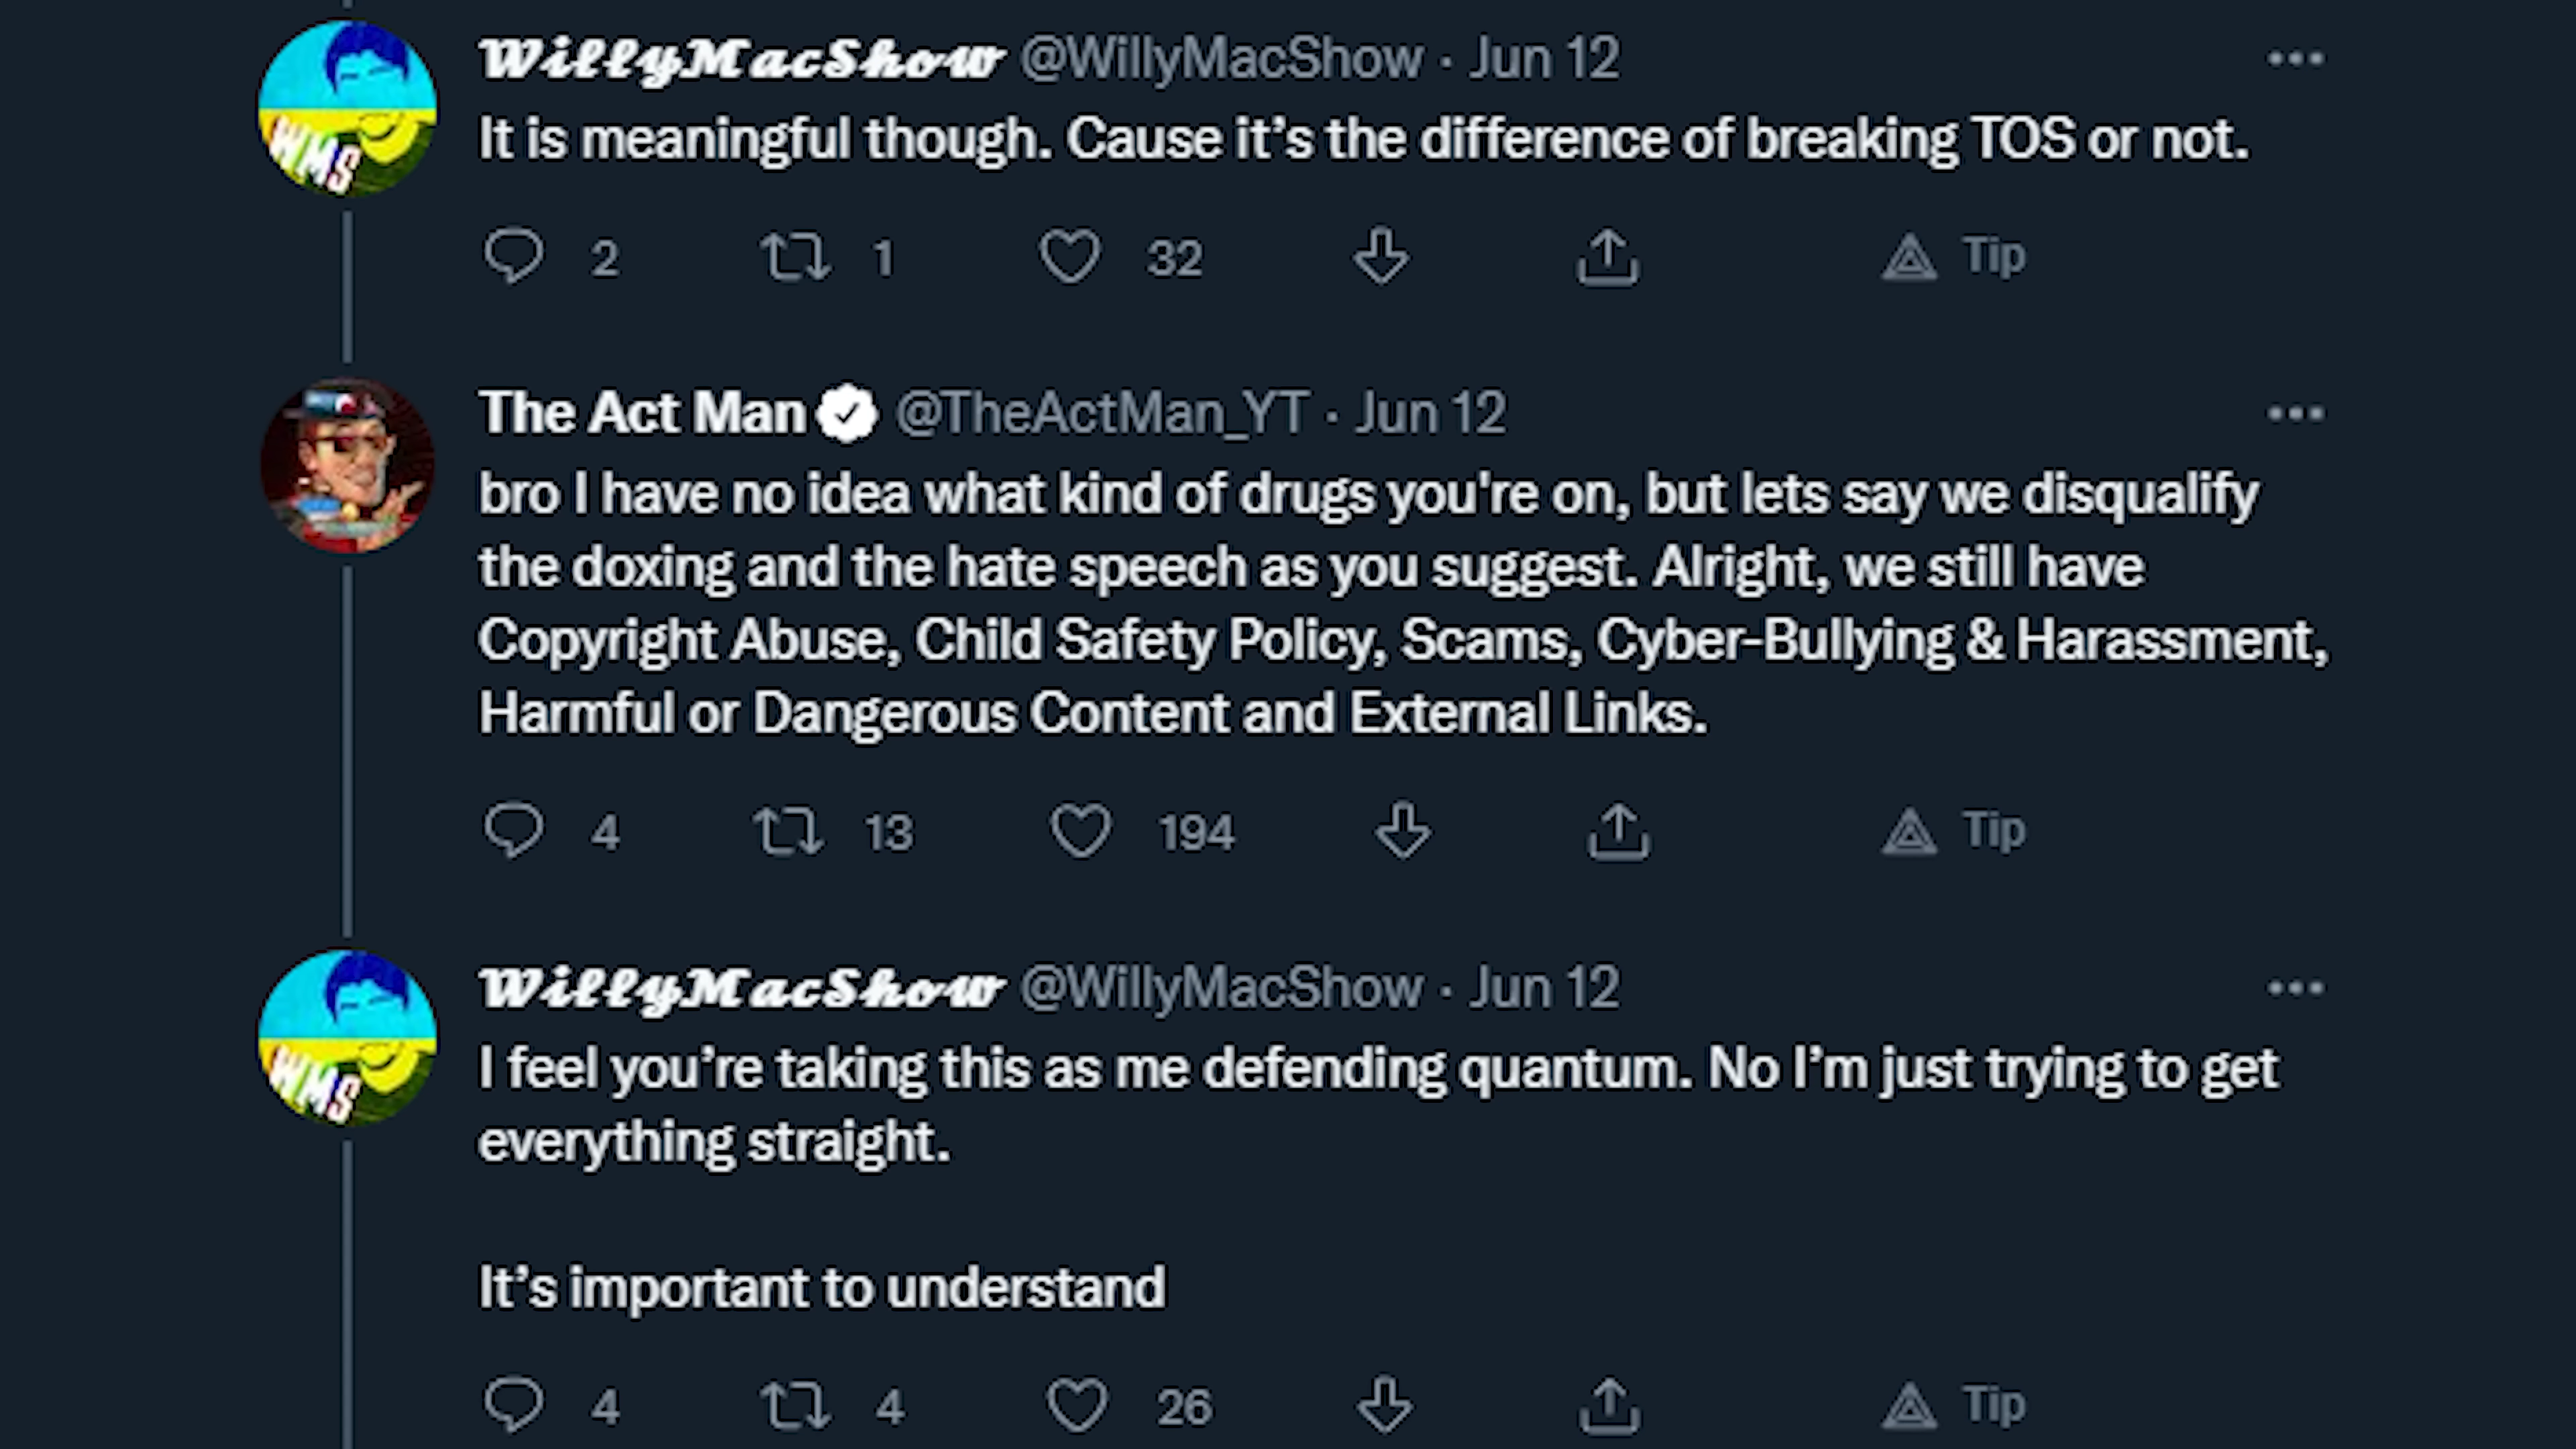 WillyMacShow @WillyMacShow · Jun 12
It is meaningful though. Cause it’s the difference of breaking TOS or not.
2 1 32 Tip
WMS
The Act Man @TheActMan_YT · Jun 12
bro I have no idea what kind of drugs you're on, but lets say we disqualify
the doxing and the hate speech as you suggest. Alright, we still have
Copyright Abuse, Child Safety Policy, Scams, Cyber-Bullying & Harassment,
Harmful or Dangerous Content and External Links.
4 13 194 Tip
WillyMacShow @WillyMacShow · Jun 12
I feel you’re taking this as me defending quantum. No I’m just trying to get
everything straight.
WMS
It’s important to understand
4 4 26 Tip